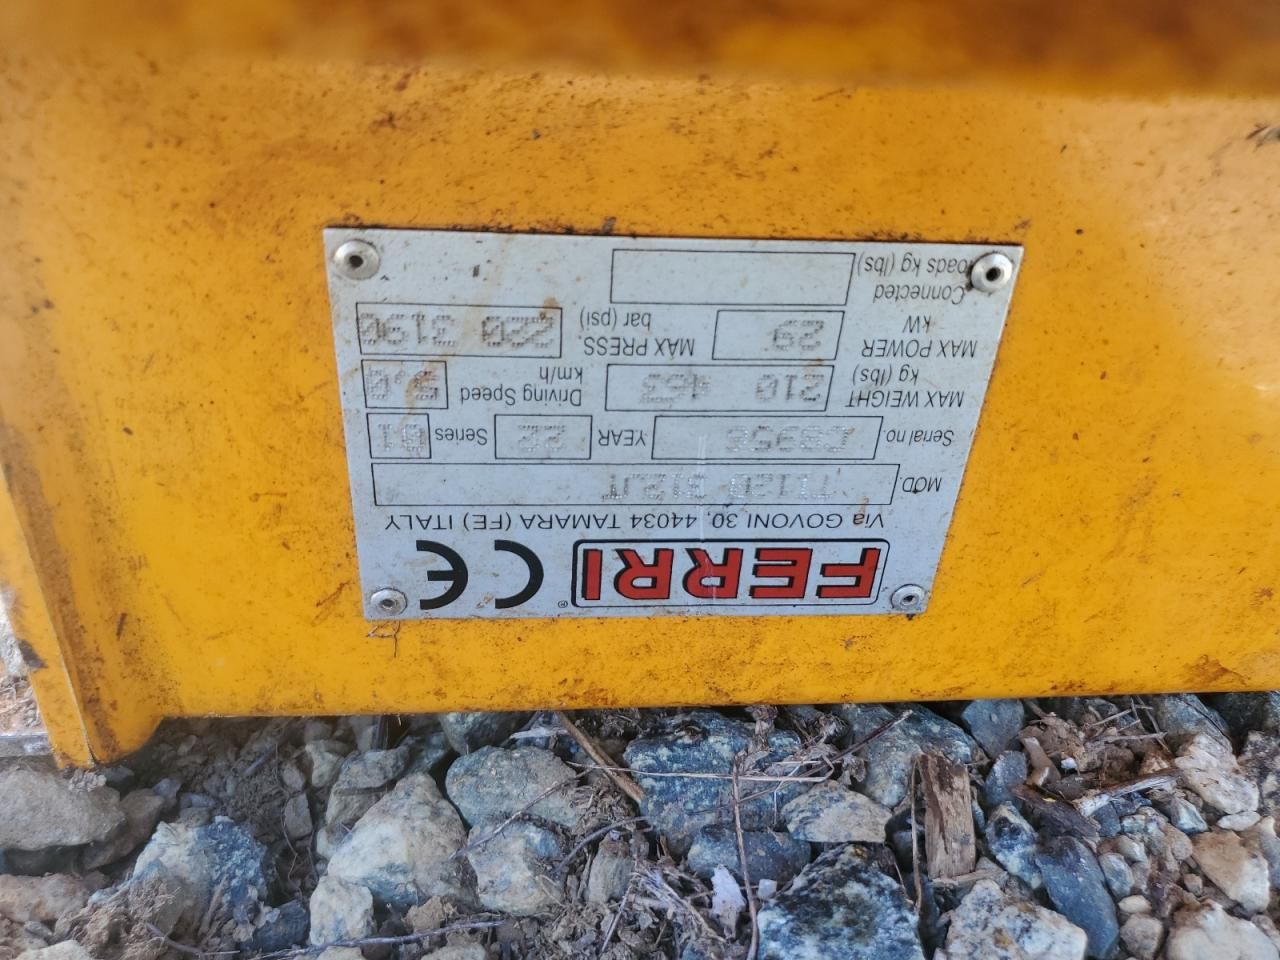 FERRI ® CE
Via GOVONI 30, 44034 TAMARA (FE) ITALY
MOD.
Serial no. YEAR 22 Series 01
MAX WEIGHT kg (lbs) 210 463 Driving Speed km/h
MAX POWER kW 29 MAX PRESS. bar (psi) 220 3190
Connected
loads kg (lbs)